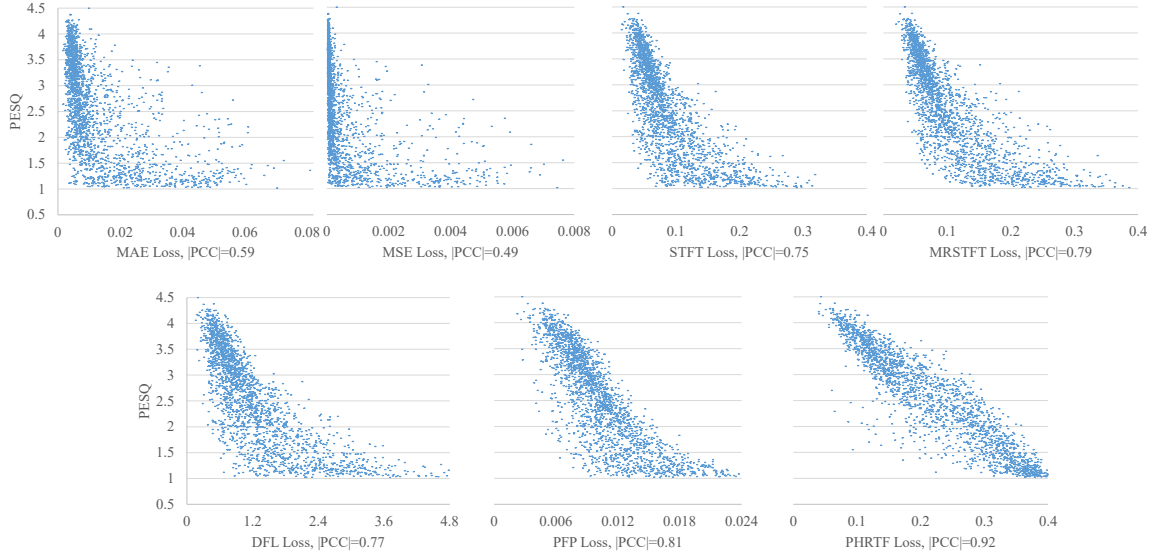 4.5
4
3.5
3
2.5
2
1.5
1
0.5
PESQ
0 0.02 0.04 0.06 0.08
MAE Loss, |PCC|=0.59
0.002 0.004 0.006 0.008
MSE Loss, |PCC|=0.49
0 0.1 0.2 0.3 0.4
STFT Loss, |PCC|=0.75
0 0.1 0.2 0.3 0.4
MRSTFT Loss, |PCC|=0.79
4.5
4
3.5
3
2.5
2
1.5
1
0.5
PESQ
0 1.2 2.4 3.6 4.8
DFL Loss, |PCC|=0.77
0.006 0.012 0.018 0.024
PFP Loss, |PCC|=0.81
0 0.1 0.2 0.3 0.4
PHRTF Loss, |PCC|=0.92